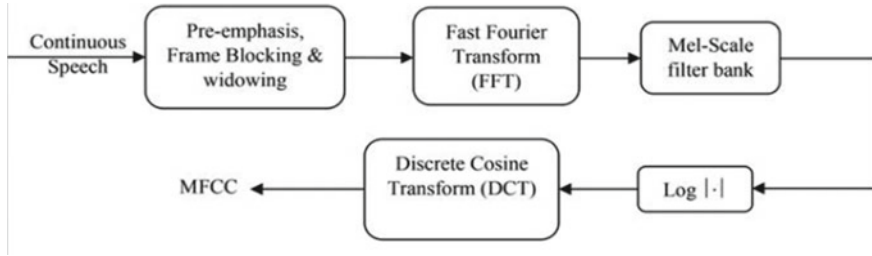 Continuous
Speech
Pre-emphasis,
Frame Blocking &
widowing
Fast Fourier
Transform
(FFT)
Mel-Scale
filter bank
Log |·|
Discrete Cosine
Transform (DCT)
MFCC